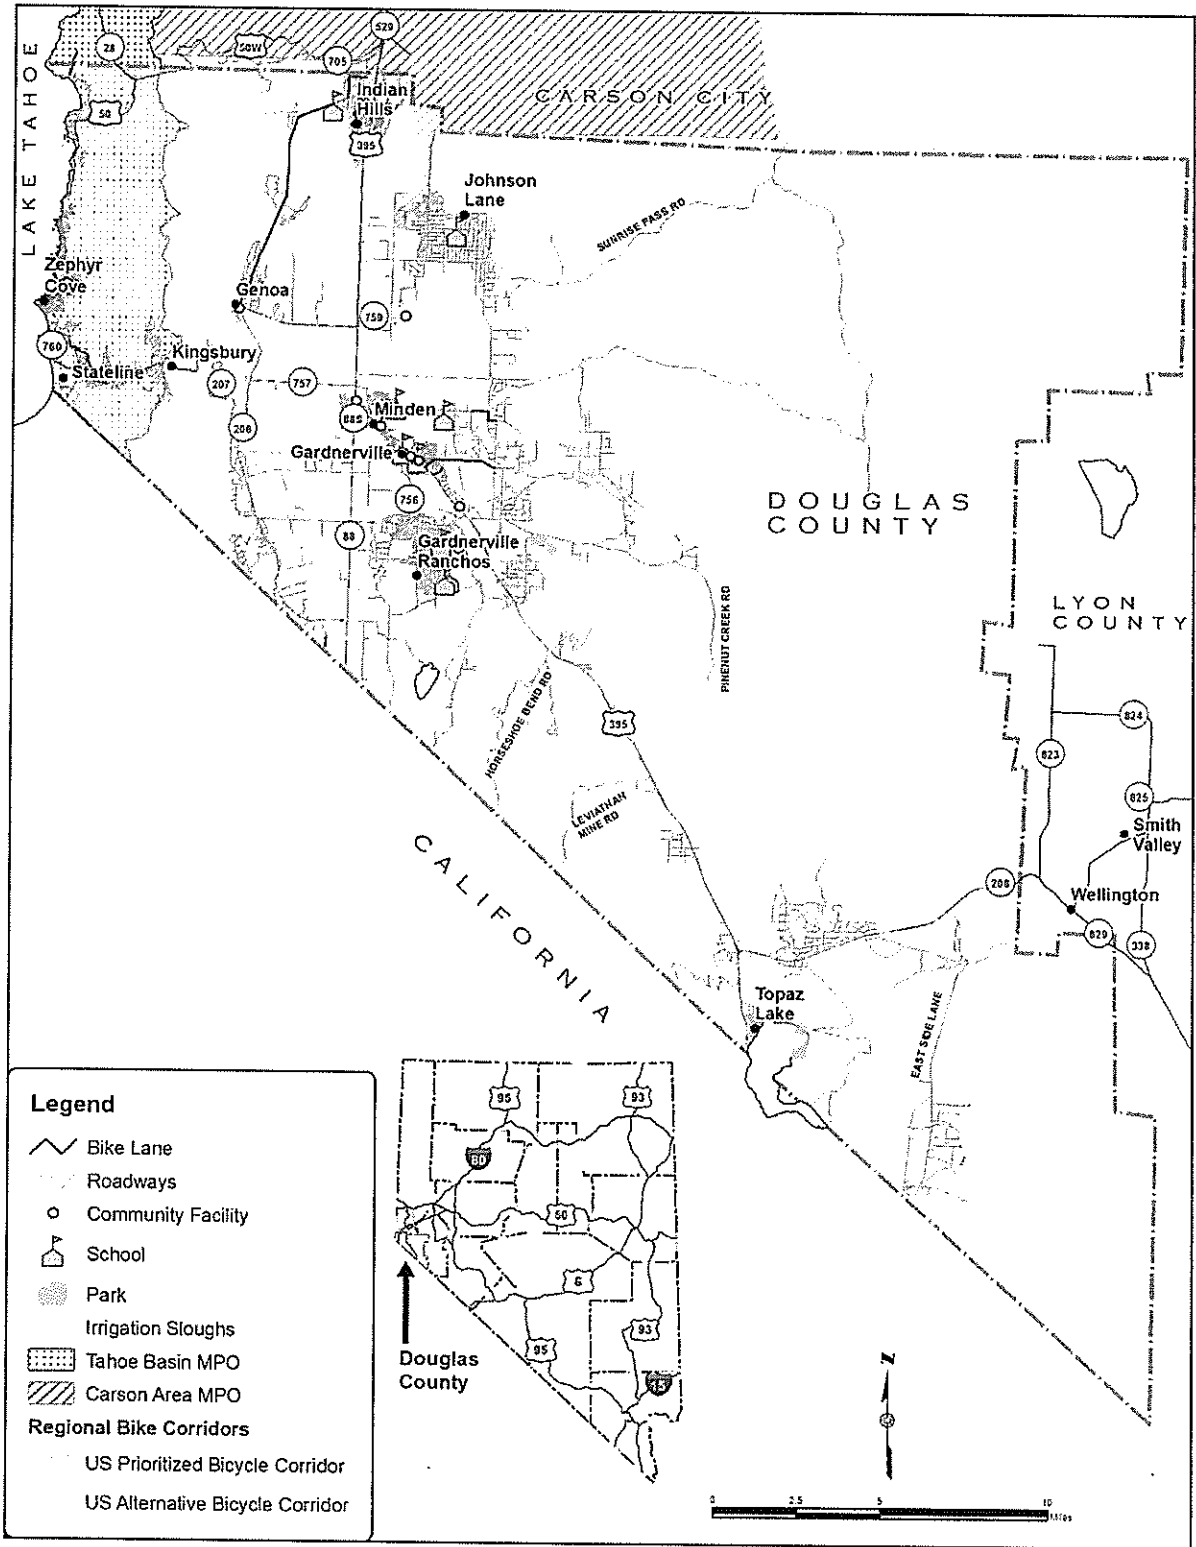 LAKE TAHOE
28
50W
529
705
50
Indian
Hills
CARSON CITY
395
Johnson
Lane
SUNRISE PASS RD
Zephyr
Cove
Genoa
759
760
Kingsbury
Stateline
207
757
206
885
Minden
Gardnerville
756
DOUGLAS
COUNTY
88
Gardnerville
Ranchos
LYON
COUNTY
PINENUT CREEK RD
HORSESHOE BEND RD
395
824
823
LEVIATHAN
MINE RD
825
Smith
Valley
CALIFORNIA
208
Wellington
829
338
Topaz
Lake
EAST SIDE LANE
Legend
Bike Lane
Roadways
Community Facility
School
Park
Irrigation Sloughs
Tahoe Basin MPO
Carson Area MPO
Regional Bike Corridors
US Prioritized Bicycle Corridor
US Alternative Bicycle Corridor
95
93
80
50
6
93
95
15
Douglas
County
N
0 2.5 5 10
Miles